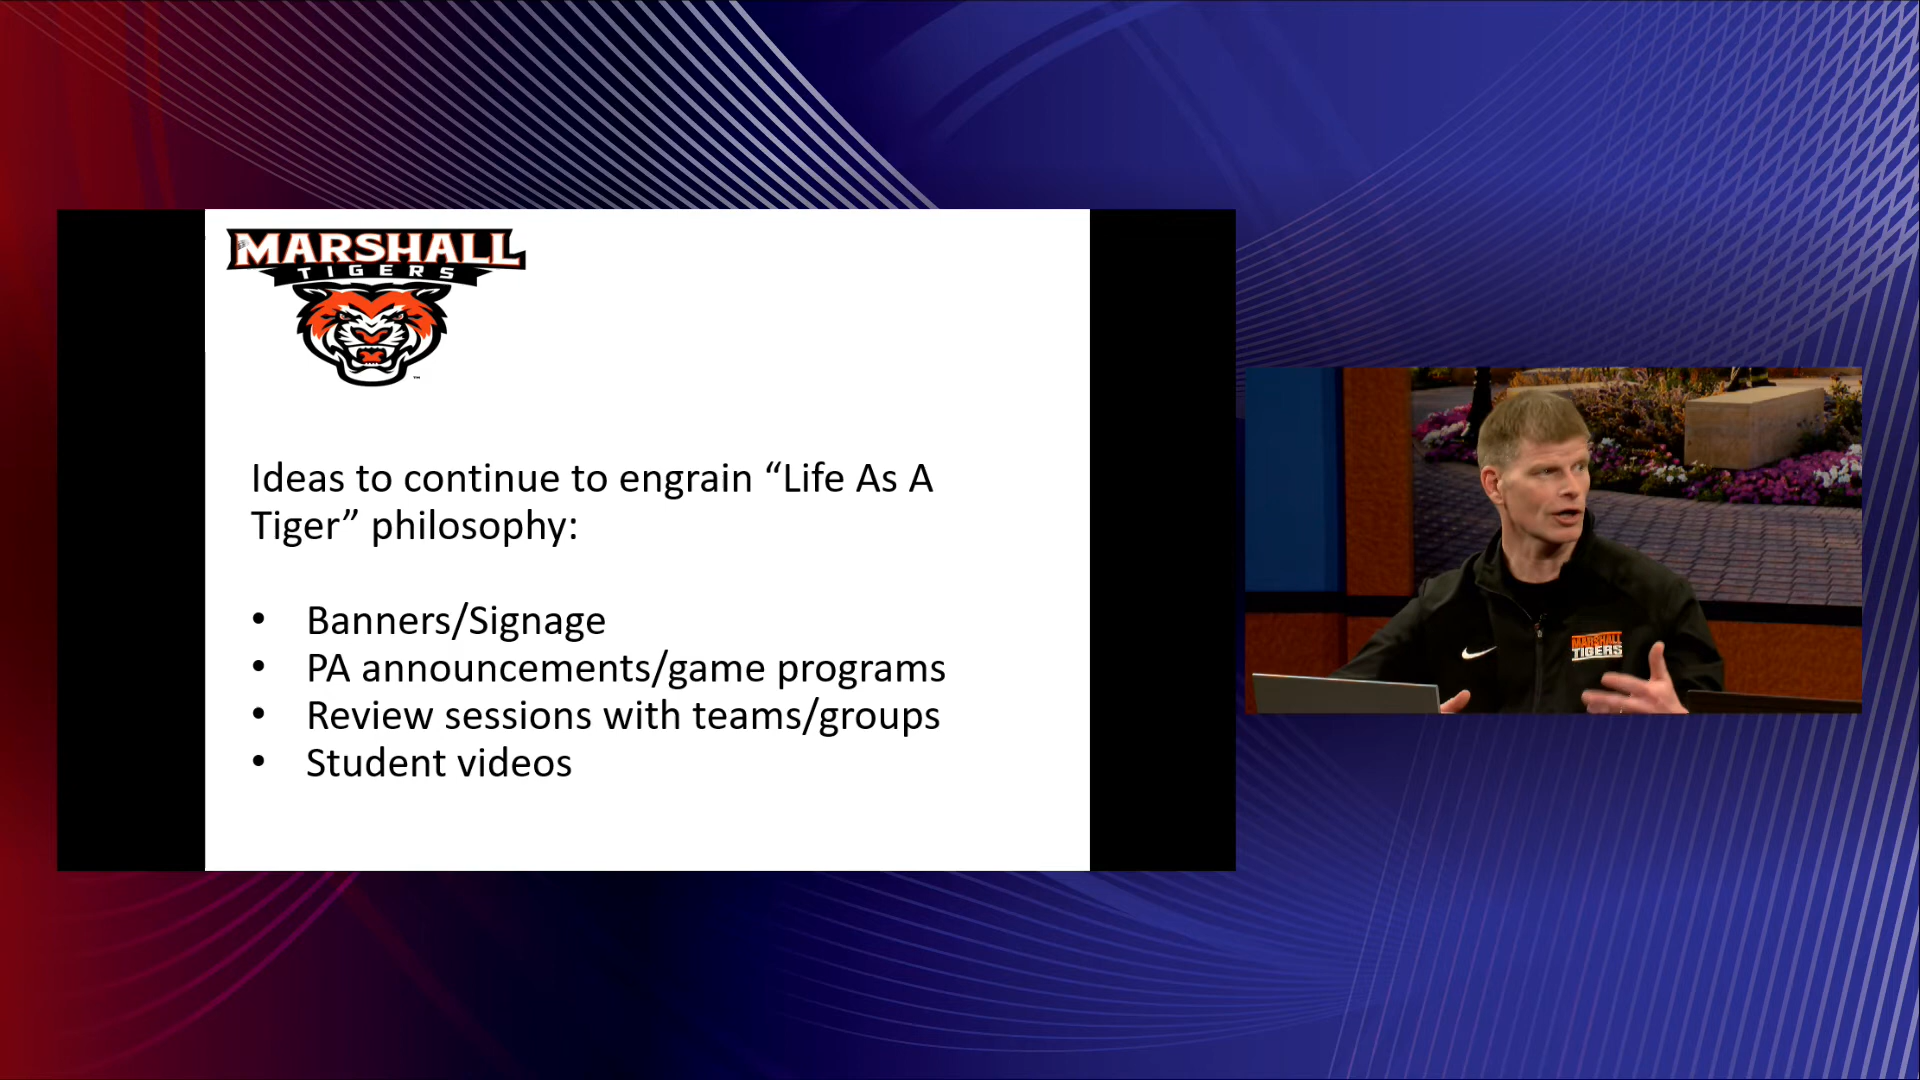 MARSHALL
TIGERS
™
Ideas to continue to engrain “Life As A
Tiger” philosophy:
• Banners/Signage
• PA announcements/game programs
• Review sessions with teams/groups
• Student videos
MARSHALL
TIGERS